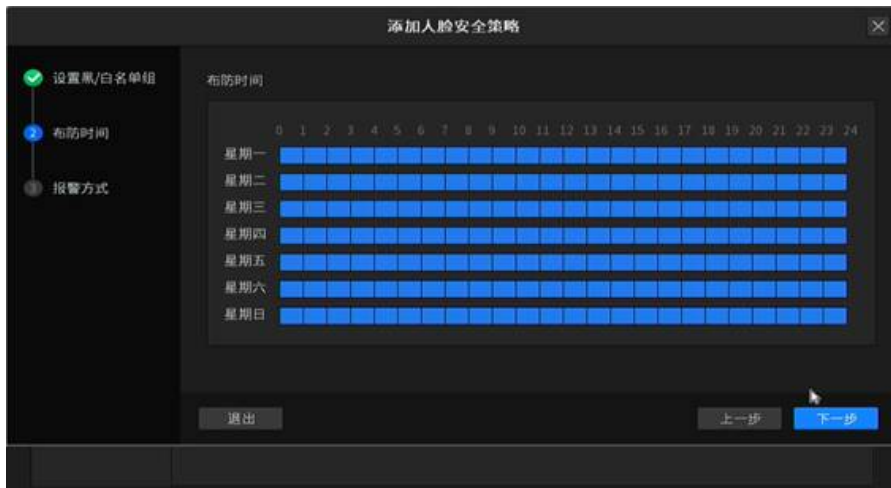 添加人脸安全策略
设置黑/白名单组
2 布防时间
3 报警方式
布防时间
0 1 2 3 4 5 6 7 8 9 10 11 12 13 14 15 16 17 18 19 20 21 22 23 24
星期一
星期二
星期三
星期四
星期五
星期六
星期日
退出
上一步
下一步